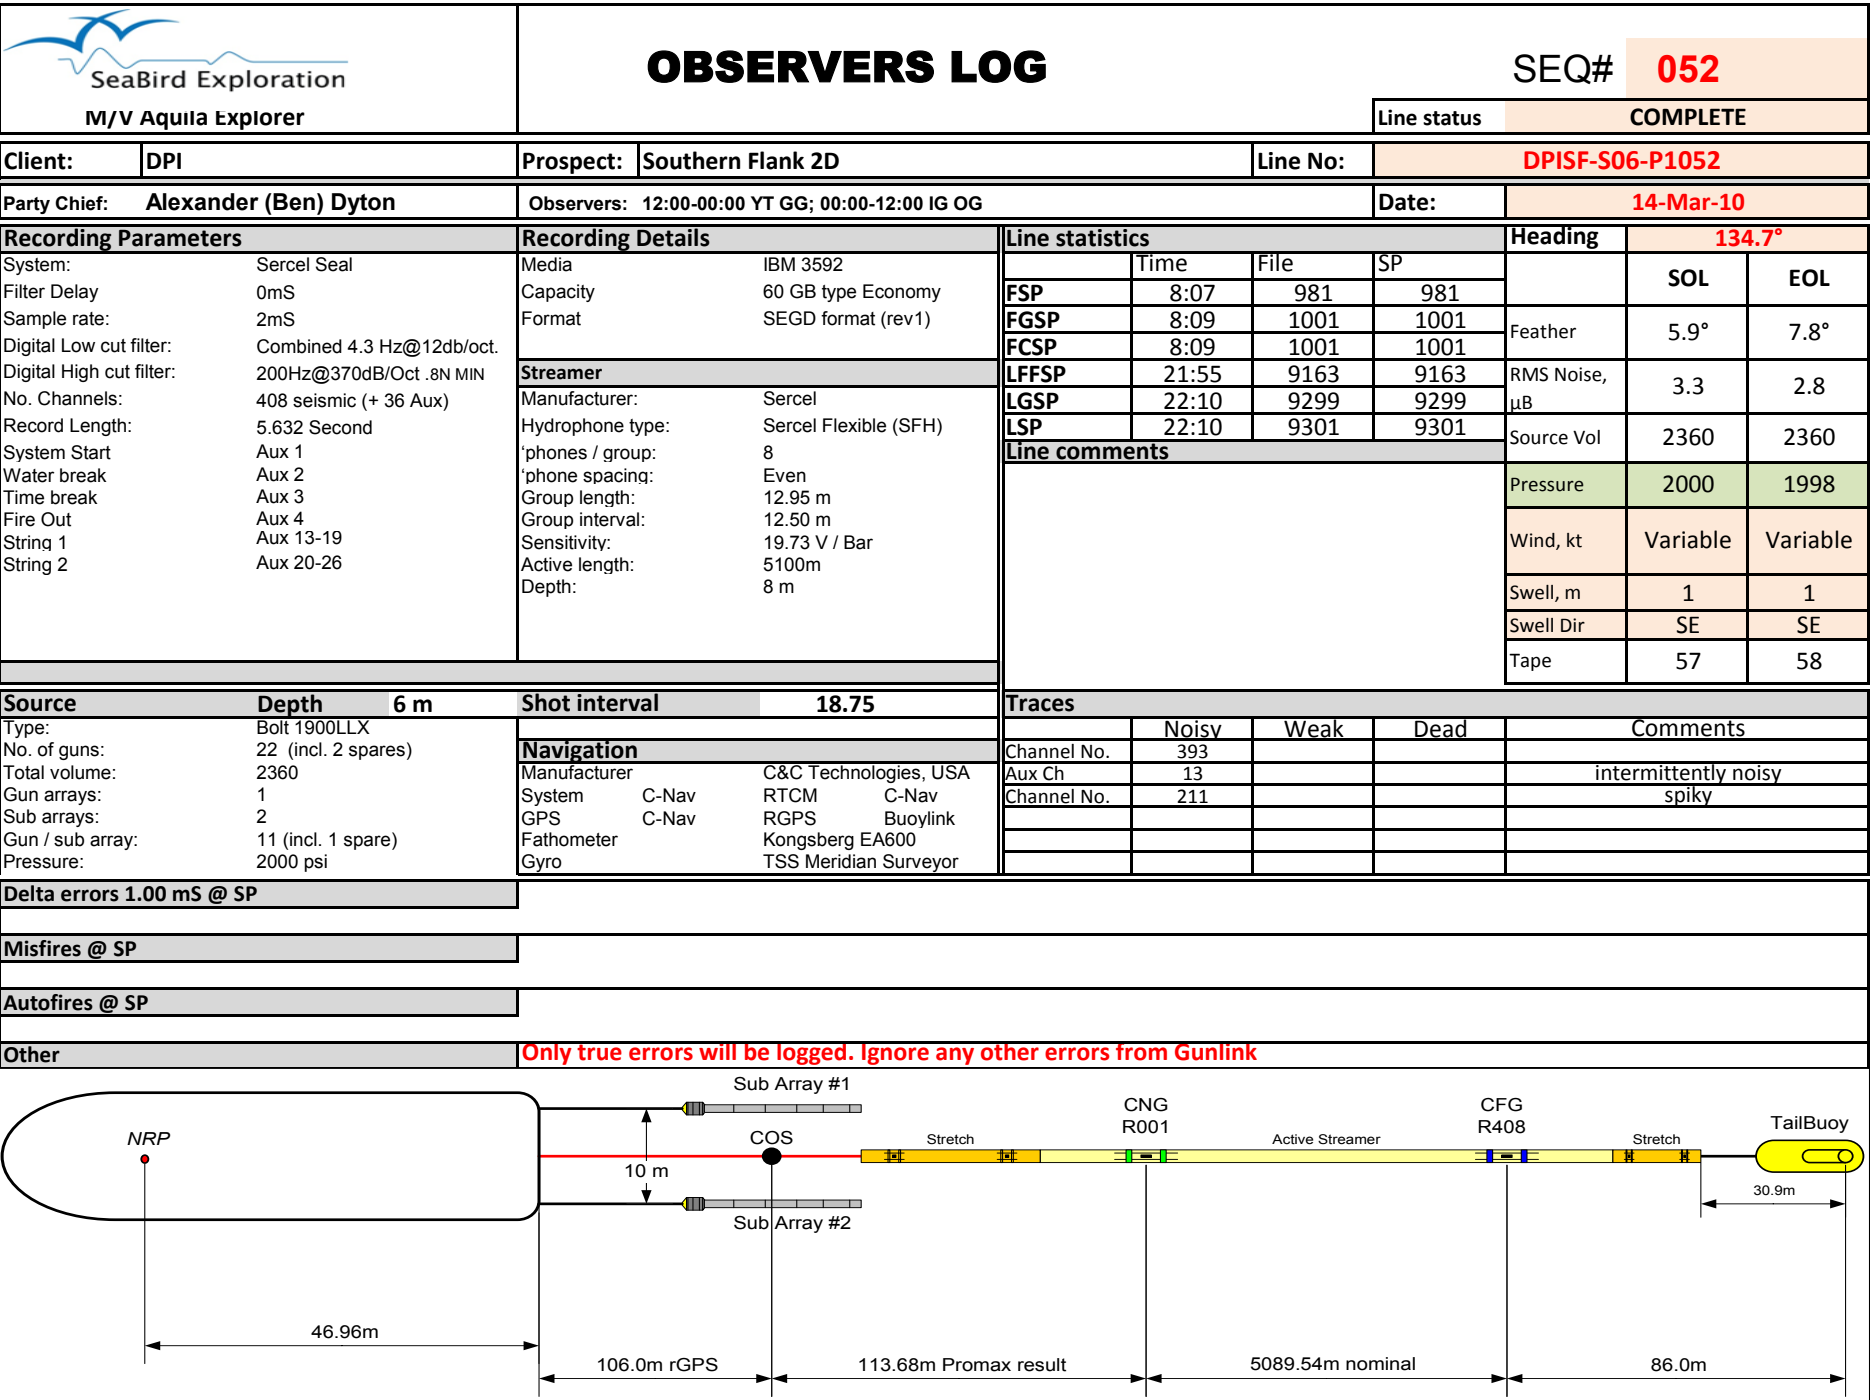 SeaBird Exploration
M/V Aquila Explorer
OBSERVERS LOG
SEQ# 052
Line status COMPLETE
Client: DPI Prospect: Southern Flank 2D Line No: DPISF-S06-P1052
Party Chief: Alexander (Ben) Dyton Observers: 12:00-00:00 YT GG; 00:00-12:00 IG OG Date: 14-Mar-10
Recording Parameters
System: Sercel Seal
Filter Delay 0mS
Sample rate: 2mS
Digital Low cut filter: Combined 4.3 Hz@12db/oct.
Digital High cut filter: 200Hz@370dB/Oct .8N MIN
No. Channels: 408 seismic (+ 36 Aux)
Record Length: 5.632 Second
System Start Aux 1
Water break Aux 2
Time break Aux 3
Fire Out Aux 4
String 1 Aux 13-19
String 2 Aux 20-26
Recording Details
Media IBM 3592
Capacity 60 GB type Economy
Format SEGD format (rev1)
Streamer
Manufacturer: Sercel
Hydrophone type: Sercel Flexible (SFH)
'phones / group: 8
'phone spacing: Even
Group length: 12.95 m
Group interval: 12.50 m
Sensitivity: 19.73 V / Bar
Active length: 5100m
Depth: 8 m
Line statistics
Time File SP
FSP 8:07 981 981
FGSP 8:09 1001 1001
FCSP 8:09 1001 1001
LFFSP 21:55 9163 9163
LGSP 22:10 9299 9299
LSP 22:10 9301 9301
Line comments
Heading 134.7°
SOL EOL
Feather 5.9° 7.8°
RMS Noise, µB 3.3 2.8
Source Vol 2360 2360
Pressure 2000 1998
Wind, kt Variable Variable
Swell, m 1 1
Swell Dir SE SE
Tape 57 58
Source Depth 6 m
Type: Bolt 1900LLX
No. of guns: 22 (incl. 2 spares)
Total volume: 2360
Gun arrays: 1
Sub arrays: 2
Gun / sub array: 11 (incl. 1 spare)
Pressure: 2000 psi
Shot interval 18.75
Navigation
Manufacturer C&C Technologies, USA
System C-Nav RTCM C-Nav
GPS C-Nav RGPS Buoylink
Fathometer Kongsberg EA600
Gyro TSS Meridian Surveyor
Traces
Noisy Weak Dead Comments
Channel No. 393
Aux Ch 13 intermittently noisy
Channel No. 211 spiky
Delta errors 1.00 mS @ SP
Misfires @ SP
Autofires @ SP
Other Only true errors will be logged. Ignore any other errors from Gunlink
Sub Array #1
NRP
COS
10 m
Sub Array #2
Stretch
CNG
R001
Active Streamer
CFG
R408
Stretch
TailBuoy
30.9m
46.96m
106.0m rGPS
113.68m Promax result
5089.54m nominal
86.0m